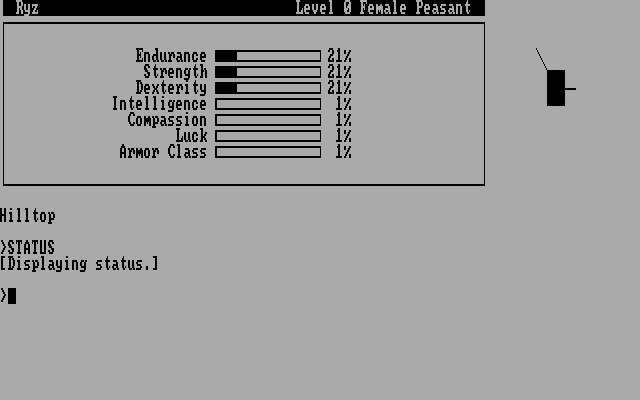 Ryz Level 0 Female Peasant
Endurance 21%
Strength 21%
Dexterity 21%
Intelligence 1%
Compassion 1%
Luck 1%
Armor Class 1%
Hilltop
>STATUS
[Displaying status.]
>